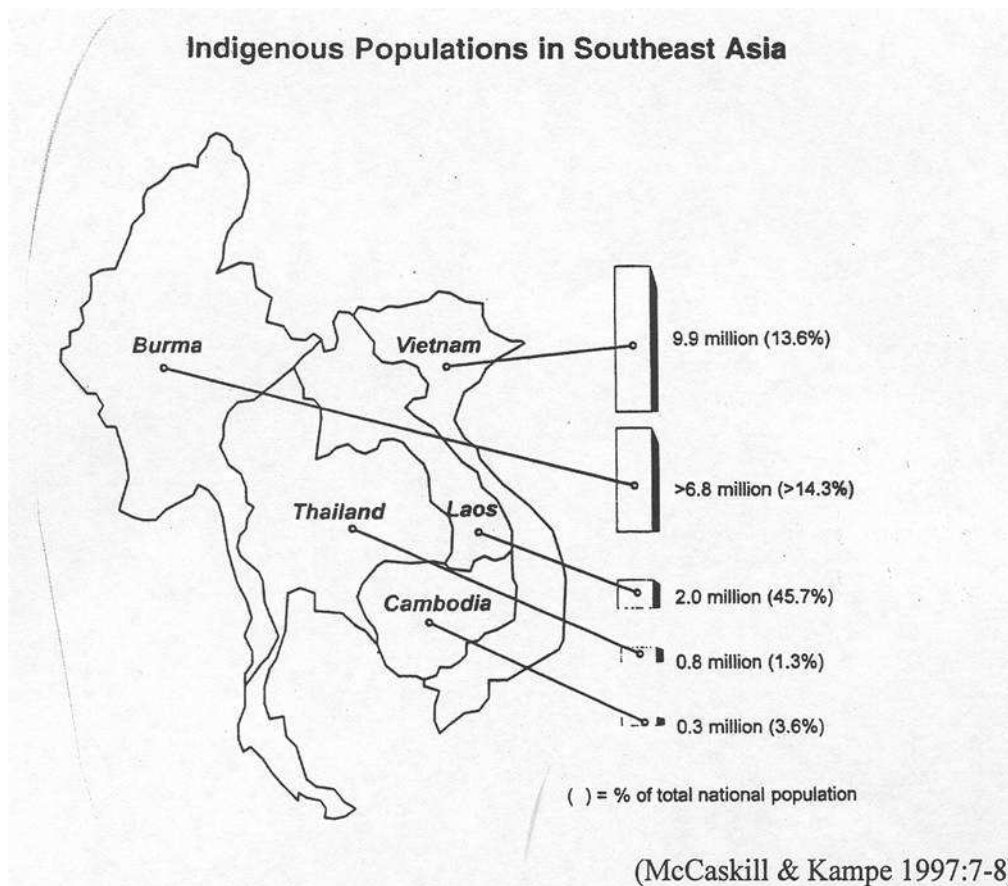 Indigenous Populations in Southeast Asia
Burma
Vietnam
9.9 million (13.6%)
>6.8 million (>14.3%)
Thailand
Laos
2.0 million (45.7%)
Cambodia
0.8 million (1.3%)
0.3 million (3.6%)
( ) = % of total national population
(McCaskill & Kampe 1997:7-8